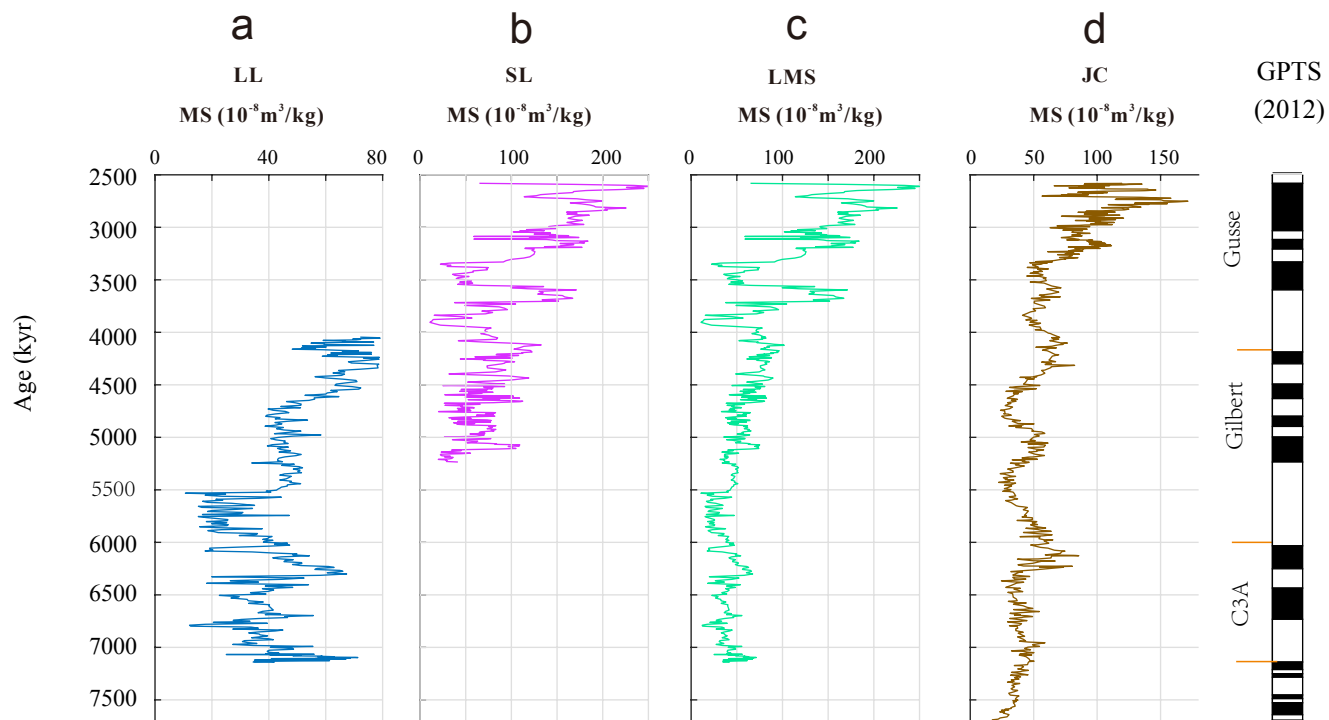 a b c d
LL SL LMS JC GPTS
MS (10⁻⁸m³/kg) MS (10⁻⁸m³/kg) MS (10⁻⁸m³/kg) MS (10⁻⁸m³/kg) (2012)
0 40 80 0 100 200 0 100 200 0 50 100 150
2500
3000
3500
4000
4500
5000
5500
6000
6500
7000
7500
Age (kyr)
Gusse
Gilbert
C3A